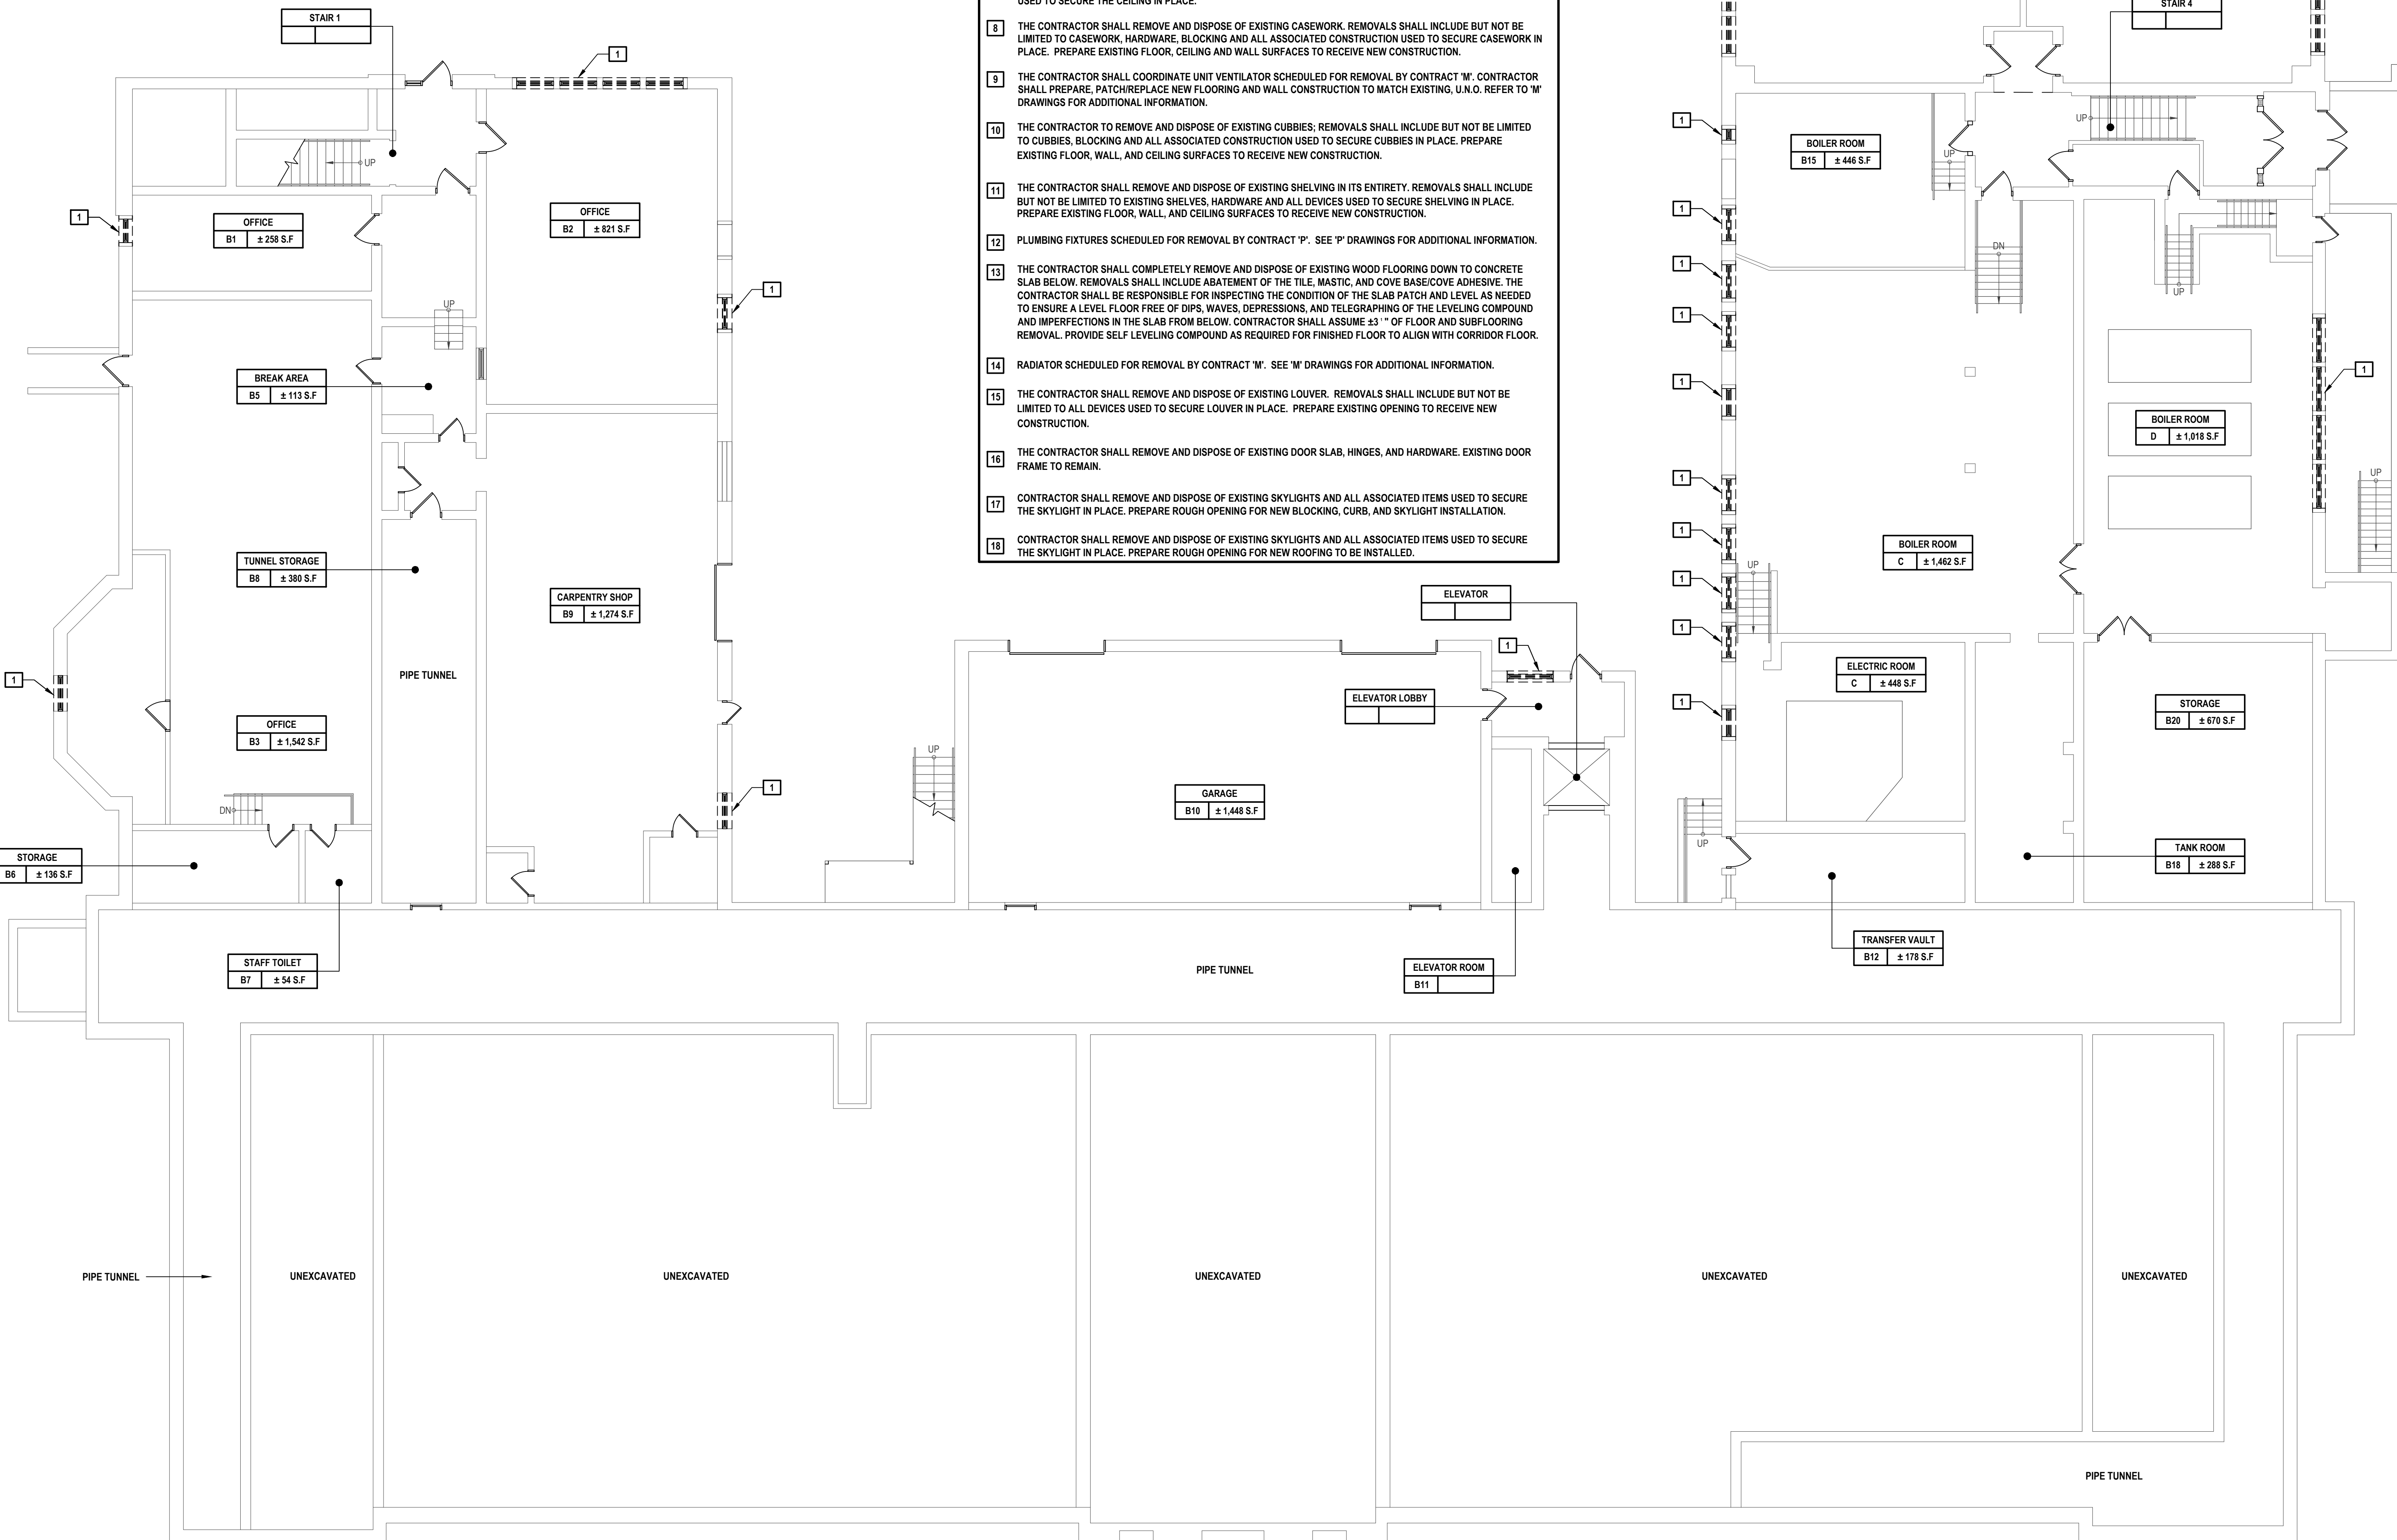 USED TO SECURE THE CEILING IN PLACE.
8 THE CONTRACTOR SHALL REMOVE AND DISPOSE OF EXISTING CASEWORK. REMOVALS SHALL INCLUDE BUT NOT BE
LIMITED TO CASEWORK, HARDWARE, BLOCKING AND ALL ASSOCIATED CONSTRUCTION USED TO SECURE CASEWORK IN
PLACE. PREPARE EXISTING FLOOR, CEILING AND WALL SURFACES TO RECEIVE NEW CONSTRUCTION.
9 THE CONTRACTOR SHALL COORDINATE UNIT VENTILATOR SCHEDULED FOR REMOVAL BY CONTRACT 'M'. CONTRACTOR
SHALL PREPARE, PATCH/REPLACE NEW FLOORING AND WALL CONSTRUCTION TO MATCH EXISTING, U.N.O. REFER TO 'M'
DRAWINGS FOR ADDITIONAL INFORMATION.
10 THE CONTRACTOR TO REMOVE AND DISPOSE OF EXISTING CUBBIES; REMOVALS SHALL INCLUDE BUT NOT BE LIMITED
TO CUBBIES, BLOCKING AND ALL ASSOCIATED CONSTRUCTION USED TO SECURE CUBBIES IN PLACE. PREPARE
EXISTING FLOOR, WALL, AND CEILING SURFACES TO RECEIVE NEW CONSTRUCTION.
11 THE CONTRACTOR SHALL REMOVE AND DISPOSE OF EXISTING SHELVING IN ITS ENTIRETY. REMOVALS SHALL INCLUDE
BUT NOT BE LIMITED TO EXISTING SHELVES, HARDWARE AND ALL DEVICES USED TO SECURE SHELVING IN PLACE.
PREPARE EXISTING FLOOR, WALL, AND CEILING SURFACES TO RECEIVE NEW CONSTRUCTION.
12 PLUMBING FIXTURES SCHEDULED FOR REMOVAL BY CONTRACT 'P'. SEE 'P' DRAWINGS FOR ADDITIONAL INFORMATION.
13 THE CONTRACTOR SHALL COMPLETELY REMOVE AND DISPOSE OF EXISTING WOOD FLOORING DOWN TO CONCRETE
SLAB BELOW. REMOVALS SHALL INCLUDE ABATEMENT OF THE TILE, MASTIC, AND COVE BASE/COVE ADHESIVE. THE
CONTRACTOR SHALL BE RESPONSIBLE FOR INSPECTING THE CONDITION OF THE SLAB PATCH AND LEVEL AS NEEDED
TO ENSURE A LEVEL FLOOR FREE OF DIPS, WAVES, DEPRESSIONS, AND TELEGRAPHING OF THE LEVELING COMPOUND
AND IMPERFECTIONS IN THE SLAB FROM BELOW. CONTRACTOR SHALL ASSUME ±3 " OF FLOOR AND SUBFLOORING
REMOVAL. PROVIDE SELF LEVELING COMPOUND AS REQUIRED FOR FINISHED FLOOR TO ALIGN WITH CORRIDOR FLOOR.
14 RADIATOR SCHEDULED FOR REMOVAL BY CONTRACT 'M'. SEE 'M' DRAWINGS FOR ADDITIONAL INFORMATION.
15 THE CONTRACTOR SHALL REMOVE AND DISPOSE OF EXISTING LOUVER. REMOVALS SHALL INCLUDE BUT NOT BE
LIMITED TO ALL DEVICES USED TO SECURE LOUVER IN PLACE. PREPARE EXISTING OPENING TO RECEIVE NEW
CONSTRUCTION.
16 THE CONTRACTOR SHALL REMOVE AND DISPOSE OF EXISTING DOOR SLAB, HINGES, AND HARDWARE. EXISTING DOOR
FRAME TO REMAIN.
17 CONTRACTOR SHALL REMOVE AND DISPOSE OF EXISTING SKYLIGHTS AND ALL ASSOCIATED ITEMS USED TO SECURE
THE SKYLIGHT IN PLACE. PREPARE ROUGH OPENING FOR NEW BLOCKING, CURB, AND SKYLIGHT INSTALLATION.
18 CONTRACTOR SHALL REMOVE AND DISPOSE OF EXISTING SKYLIGHTS AND ALL ASSOCIATED ITEMS USED TO SECURE
THE SKYLIGHT IN PLACE. PREPARE ROUGH OPENING FOR NEW ROOFING TO BE INSTALLED.
STAIR 1
1
UP
1
OFFICE
B1 ± 258 S.F
OFFICE
B2 ± 821 S.F
1
UP
BREAK AREA
B5 ± 113 S.F
TUNNEL STORAGE
B8 ± 380 S.F
CARPENTRY SHOP
B9 ± 1,274 S.F
PIPE TUNNEL
1
OFFICE
B3 ± 1,542 S.F
1
DN
STORAGE
B6 ± 136 S.F
STAFF TOILET
B7 ± 54 S.F
UP
GARAGE
B10 ± 1,448 S.F
ELEVATOR
1
ELEVATOR LOBBY
PIPE TUNNEL
ELEVATOR ROOM
B11
STAIR 4
1
BOILER ROOM
B15 ± 446 S.F
UP
UP
1
DN
UP
1
1
1
1
BOILER ROOM
D ± 1,018 S.F
UP
1
1
BOILER ROOM
C ± 1,462 S.F
UP
1
1
ELECTRIC ROOM
C ± 448 S.F
1
STORAGE
B20 ± 670 S.F
UP
TANK ROOM
B18 ± 288 S.F
TRANSFER VAULT
B12 ± 178 S.F
PIPE TUNNEL
UNEXCAVATED
UNEXCAVATED
UNEXCAVATED
UNEXCAVATED
UNEXCAVATED
PIPE TUNNEL